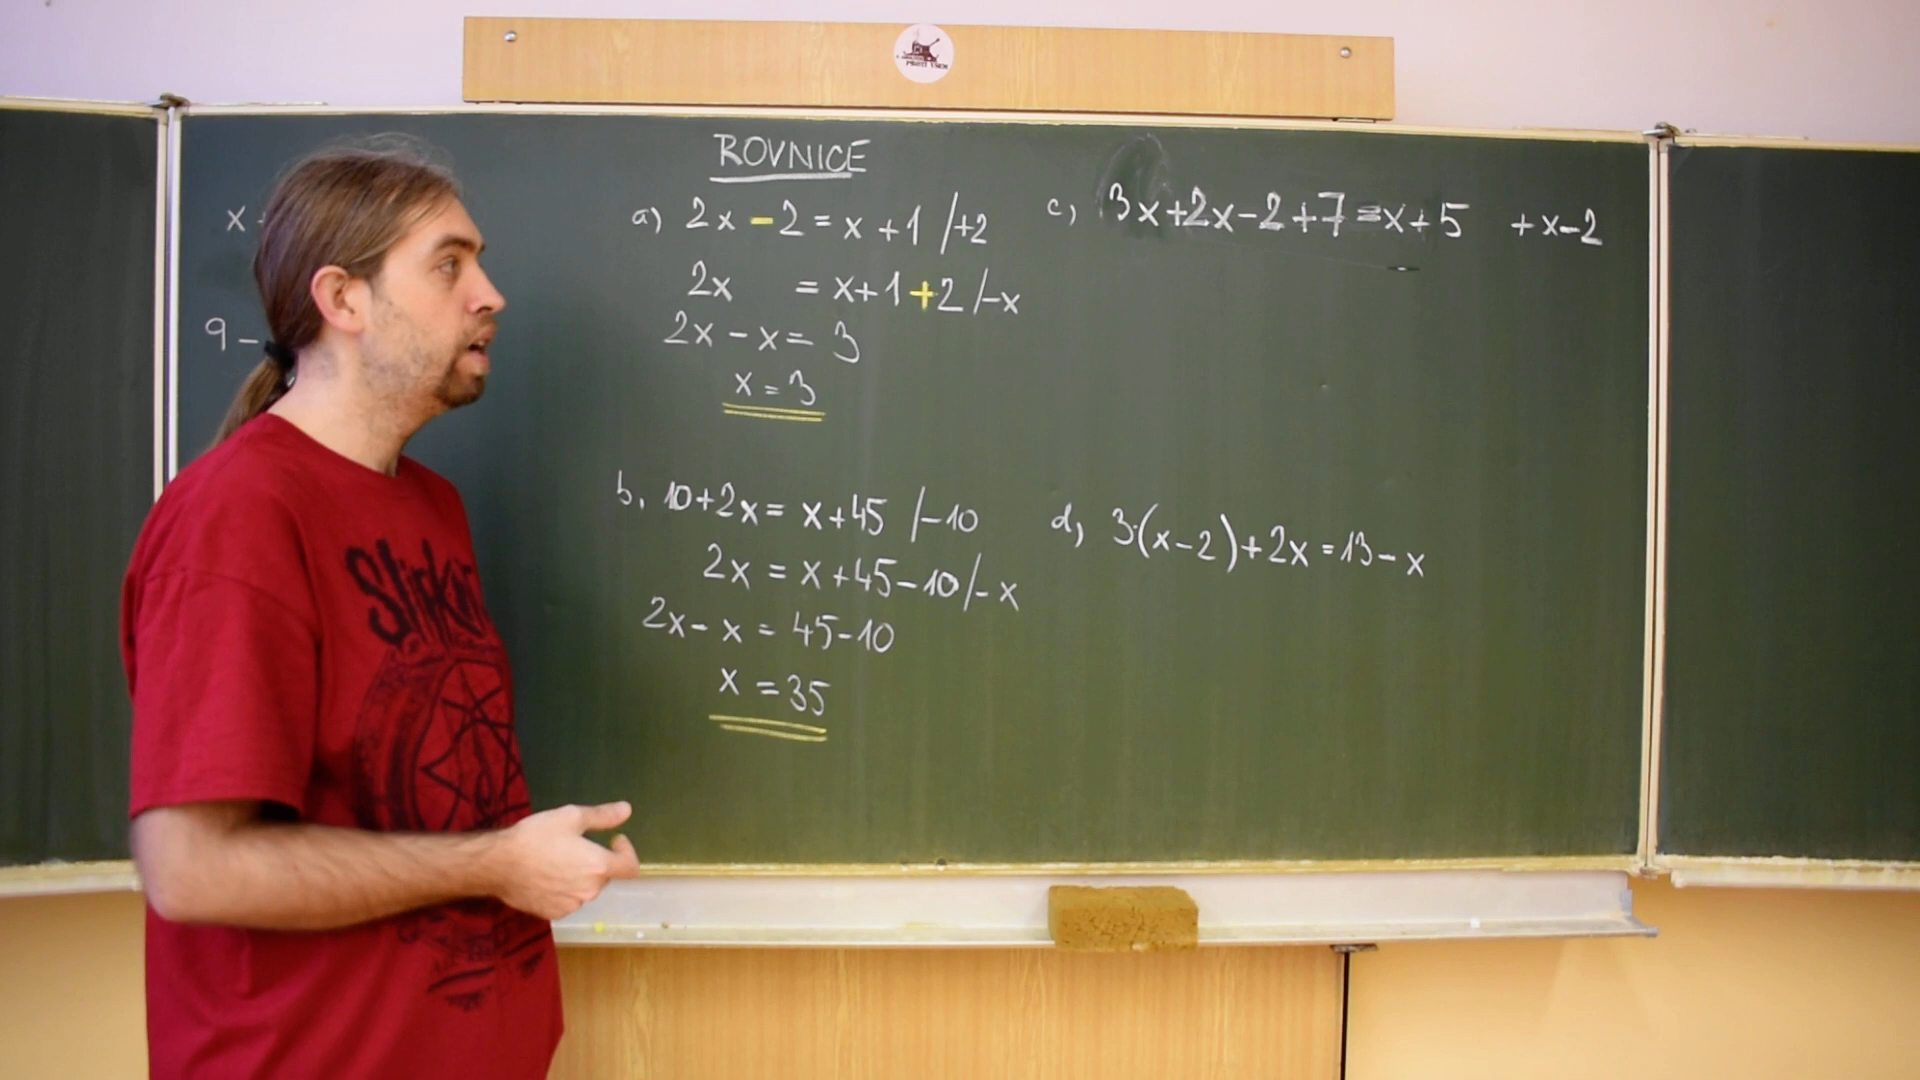 ROVNICE
x +
9 -
a) 2x - 2 = x + 1 /+2
2x = x + 1 + 2 /-x
2x - x = 3
x = 3
b. 10 + 2x = x + 45 /-10
2x = x + 45 - 10 /- x
2x - x = 45 - 10
x = 35
c) 3x + 2x - 2 + 7 = x + 5 + x - 2
d) 3·(x - 2) + 2x = 13 - x